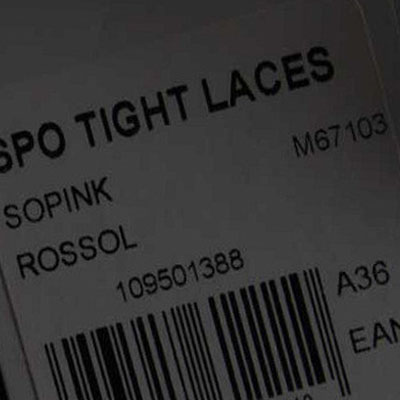 SPO TIGHT LACES
M67103
SOPINK
ROSSOL
109501388
A36
EAN